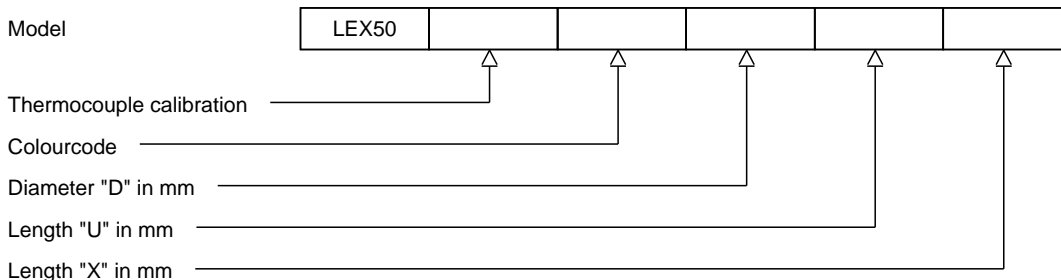 Model LEX50
Thermocouple calibration
Colourcode
Diameter "D" in mm
Length "U" in mm
Length "X" in mm